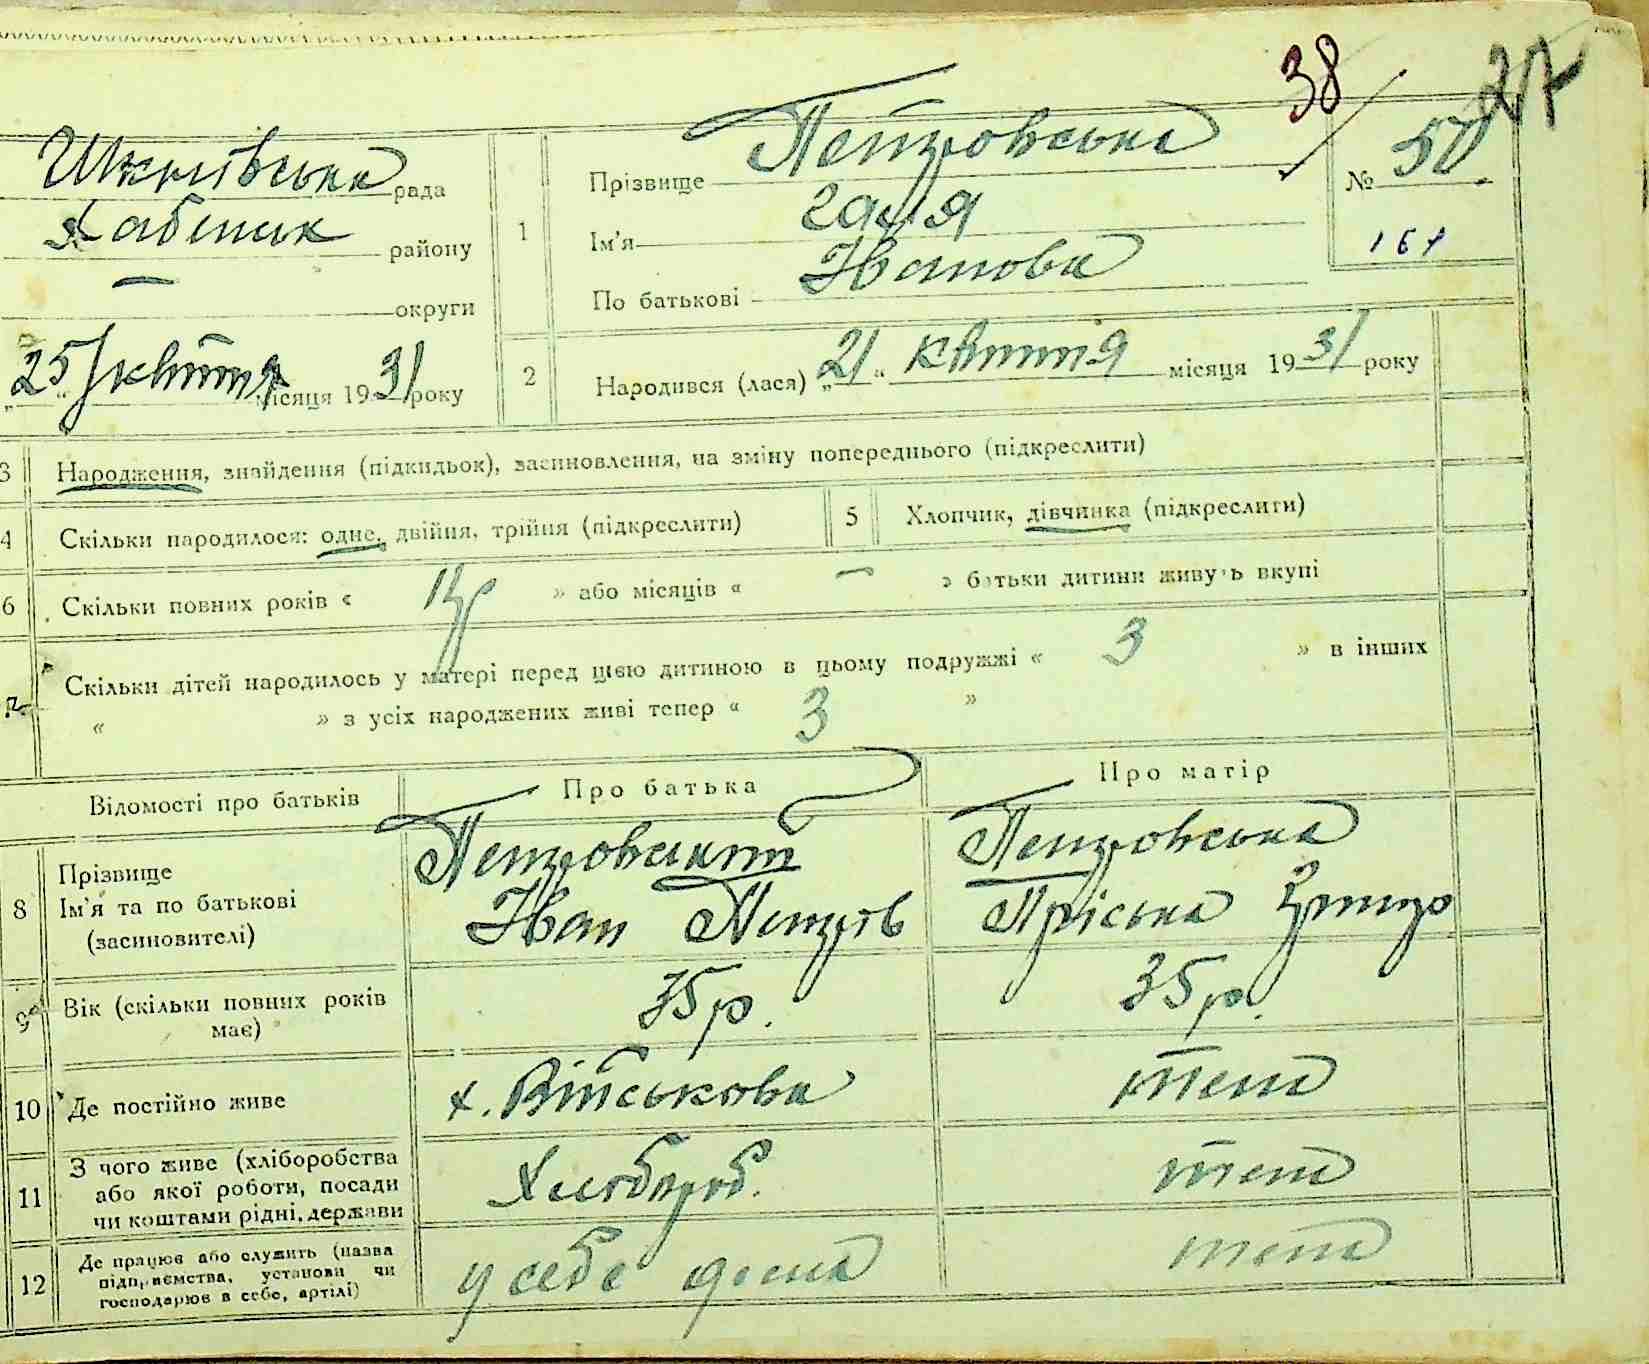 38
27
рада
Хабенськ району
— округи
„25“ квітня місяця 1931 року
1
Прізвище Петровська
Ім'я Галя
По батькові Іванова
№ 50
161
2
Народився (лася) „21“ квітня місяця 1931 року
3 Народження, знайдення (підкидьок), засиновлення, на зміну попереднього (підкреслити)
4 Скільки народилося: одне, двійня, трійня (підкреслити)
5 Хлопчик, дівчинка (підкреслити)
6 Скільки повних років « » або місяців « — » батьки дитини живуть вкупі
7 Скільки дітей народилось у матері перед цією дитиною в цьому подружжі « 3 » в інших
« » з усіх народжених живі тепер « 3 »
Відомості про батьків
Про батька
Про матір
8
Прізвище
Ім'я та по батькові
(засиновителі)
Петровський
Іван Петрів
Петровська
Пріська Дмитр
9
Вік (скільки повних років
має)
35 р.
35 р.
10 Де постійно живе
х. Військова
теж
11
З чого живе (хліборобства
або якої роботи, посади
чи коштами рідні, держави
Хлібороб.
теж
12
Де працює або служить (назва
підприємства, установи чи
господарює в себе, артілі)
у себе дома
теж